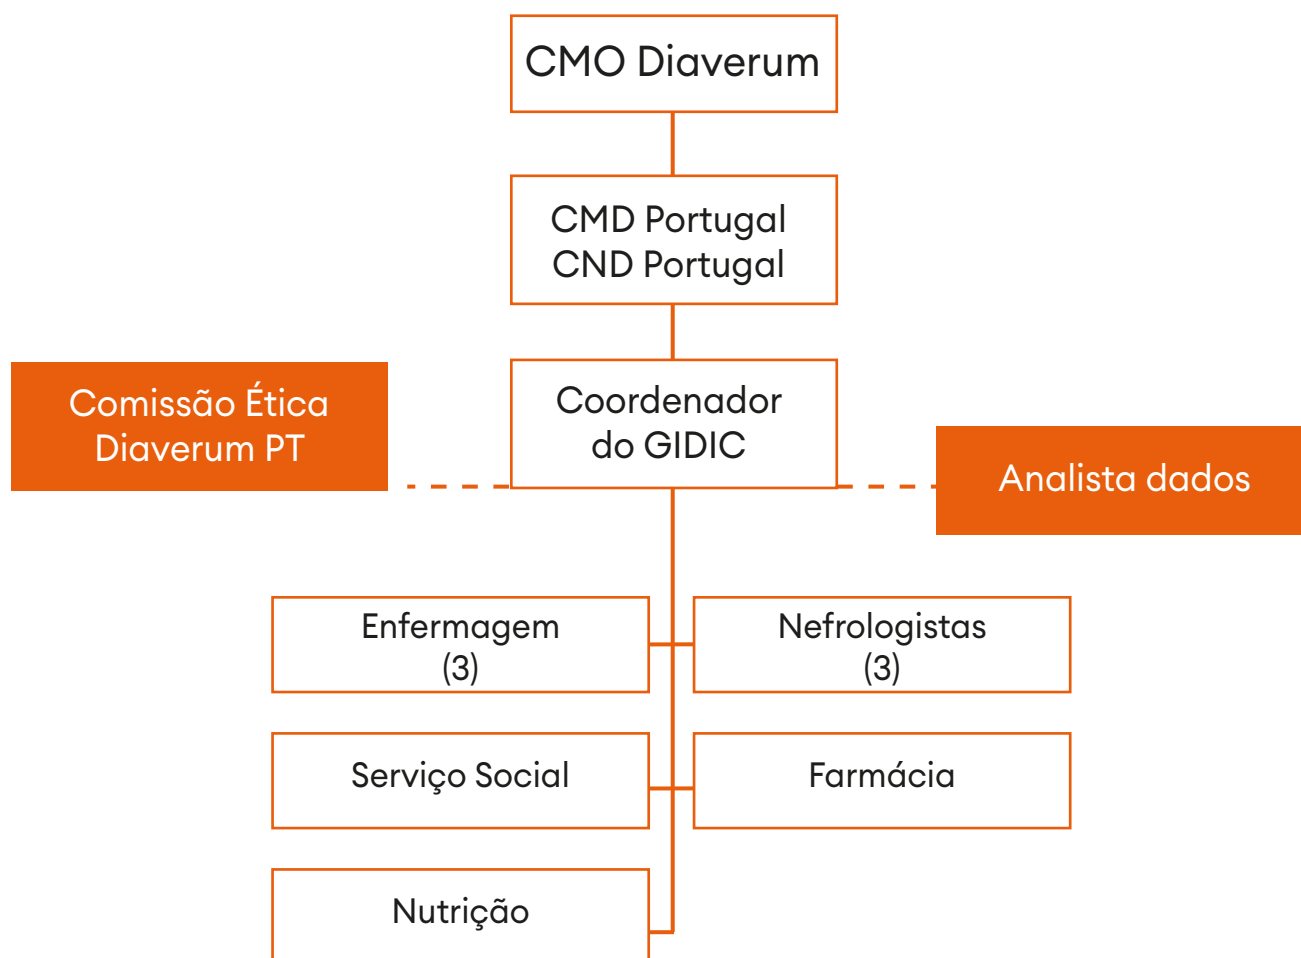 CMO Diaverum
CMD Portugal
CND Portugal
Coordenador
do GIDIC
Comissão Ética
Diaverum PT
Analista dados
Enfermagem
(3)
Nefrologistas
(3)
Serviço Social
Farmácia
Nutrição